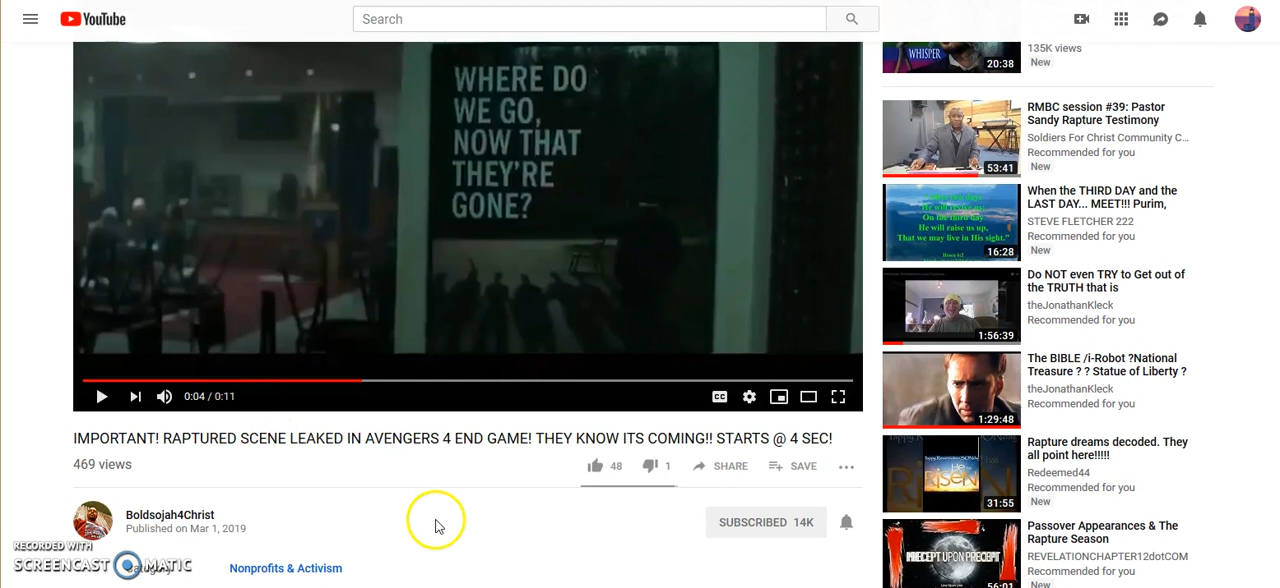 YouTube
Search
WHERE DO
WE GO,
NOW THAT
THEY'RE
GONE?
0:04 / 0:11
CC
IMPORTANT! RAPTURED SCENE LEAKED IN AVENGERS 4 END GAME! THEY KNOW ITS COMING!! STARTS @ 4 SEC!
469 views
48
1
SHARE
SAVE
Boldsojah4Christ
Published on Mar 1, 2019
SUBSCRIBED 14K
RECORDED WITH
SCREENCAST MATIC
Category
Nonprofits & Activism
WHISPER
20:38
135K views
New
53:41
RMBC session #39: Pastor
Sandy Rapture Testimony
Soldiers For Christ Community C...
Recommended for you
New
He will revive us;
On the third day
He will raise us up,
That we may live in His sight."
16:28
When the THIRD DAY and the
LAST DAY... MEET!!! Purim,
STEVE FLETCHER 222
Recommended for you
New
1:56:39
Do NOT even TRY to Get out of
the TRUTH that is
theJonathanKleck
Recommended for you
1:29:48
The BIBLE /i-Robot ?National
Treasure ? ? Statue of Liberty ?
theJonathanKleck
Recommended for you
RISEN
31:55
Rapture dreams decoded. They
all point here!!!!!
Redeemed44
Recommended for you
New
PRECEPT UPON PRECEPT
56:01
Passover Appearances & The
Rapture Season
REVELATIONCHAPTER12dotCOM
Recommended for you
New